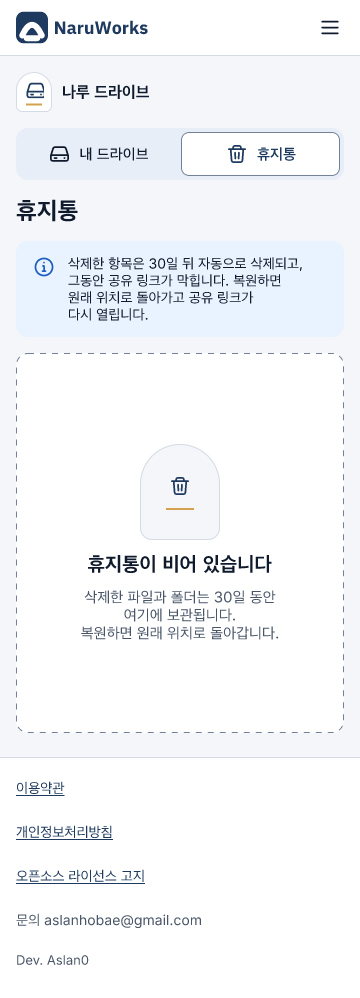 NaruWorks
나루 드라이브
내 드라이브
휴지통
휴지통
삭제한 항목은 30일 뒤 자동으로 삭제되고,
그동안 공유 링크가 막힙니다. 복원하면
원래 위치로 돌아가고 공유 링크가
다시 열립니다.
휴지통이 비어 있습니다
삭제한 파일과 폴더는 30일 동안
여기에 보관됩니다.
복원하면 원래 위치로 돌아갑니다.
이용약관
개인정보처리방침
오픈소스 라이선스 고지
문의 aslanhobae@gmail.com
Dev. Aslan0